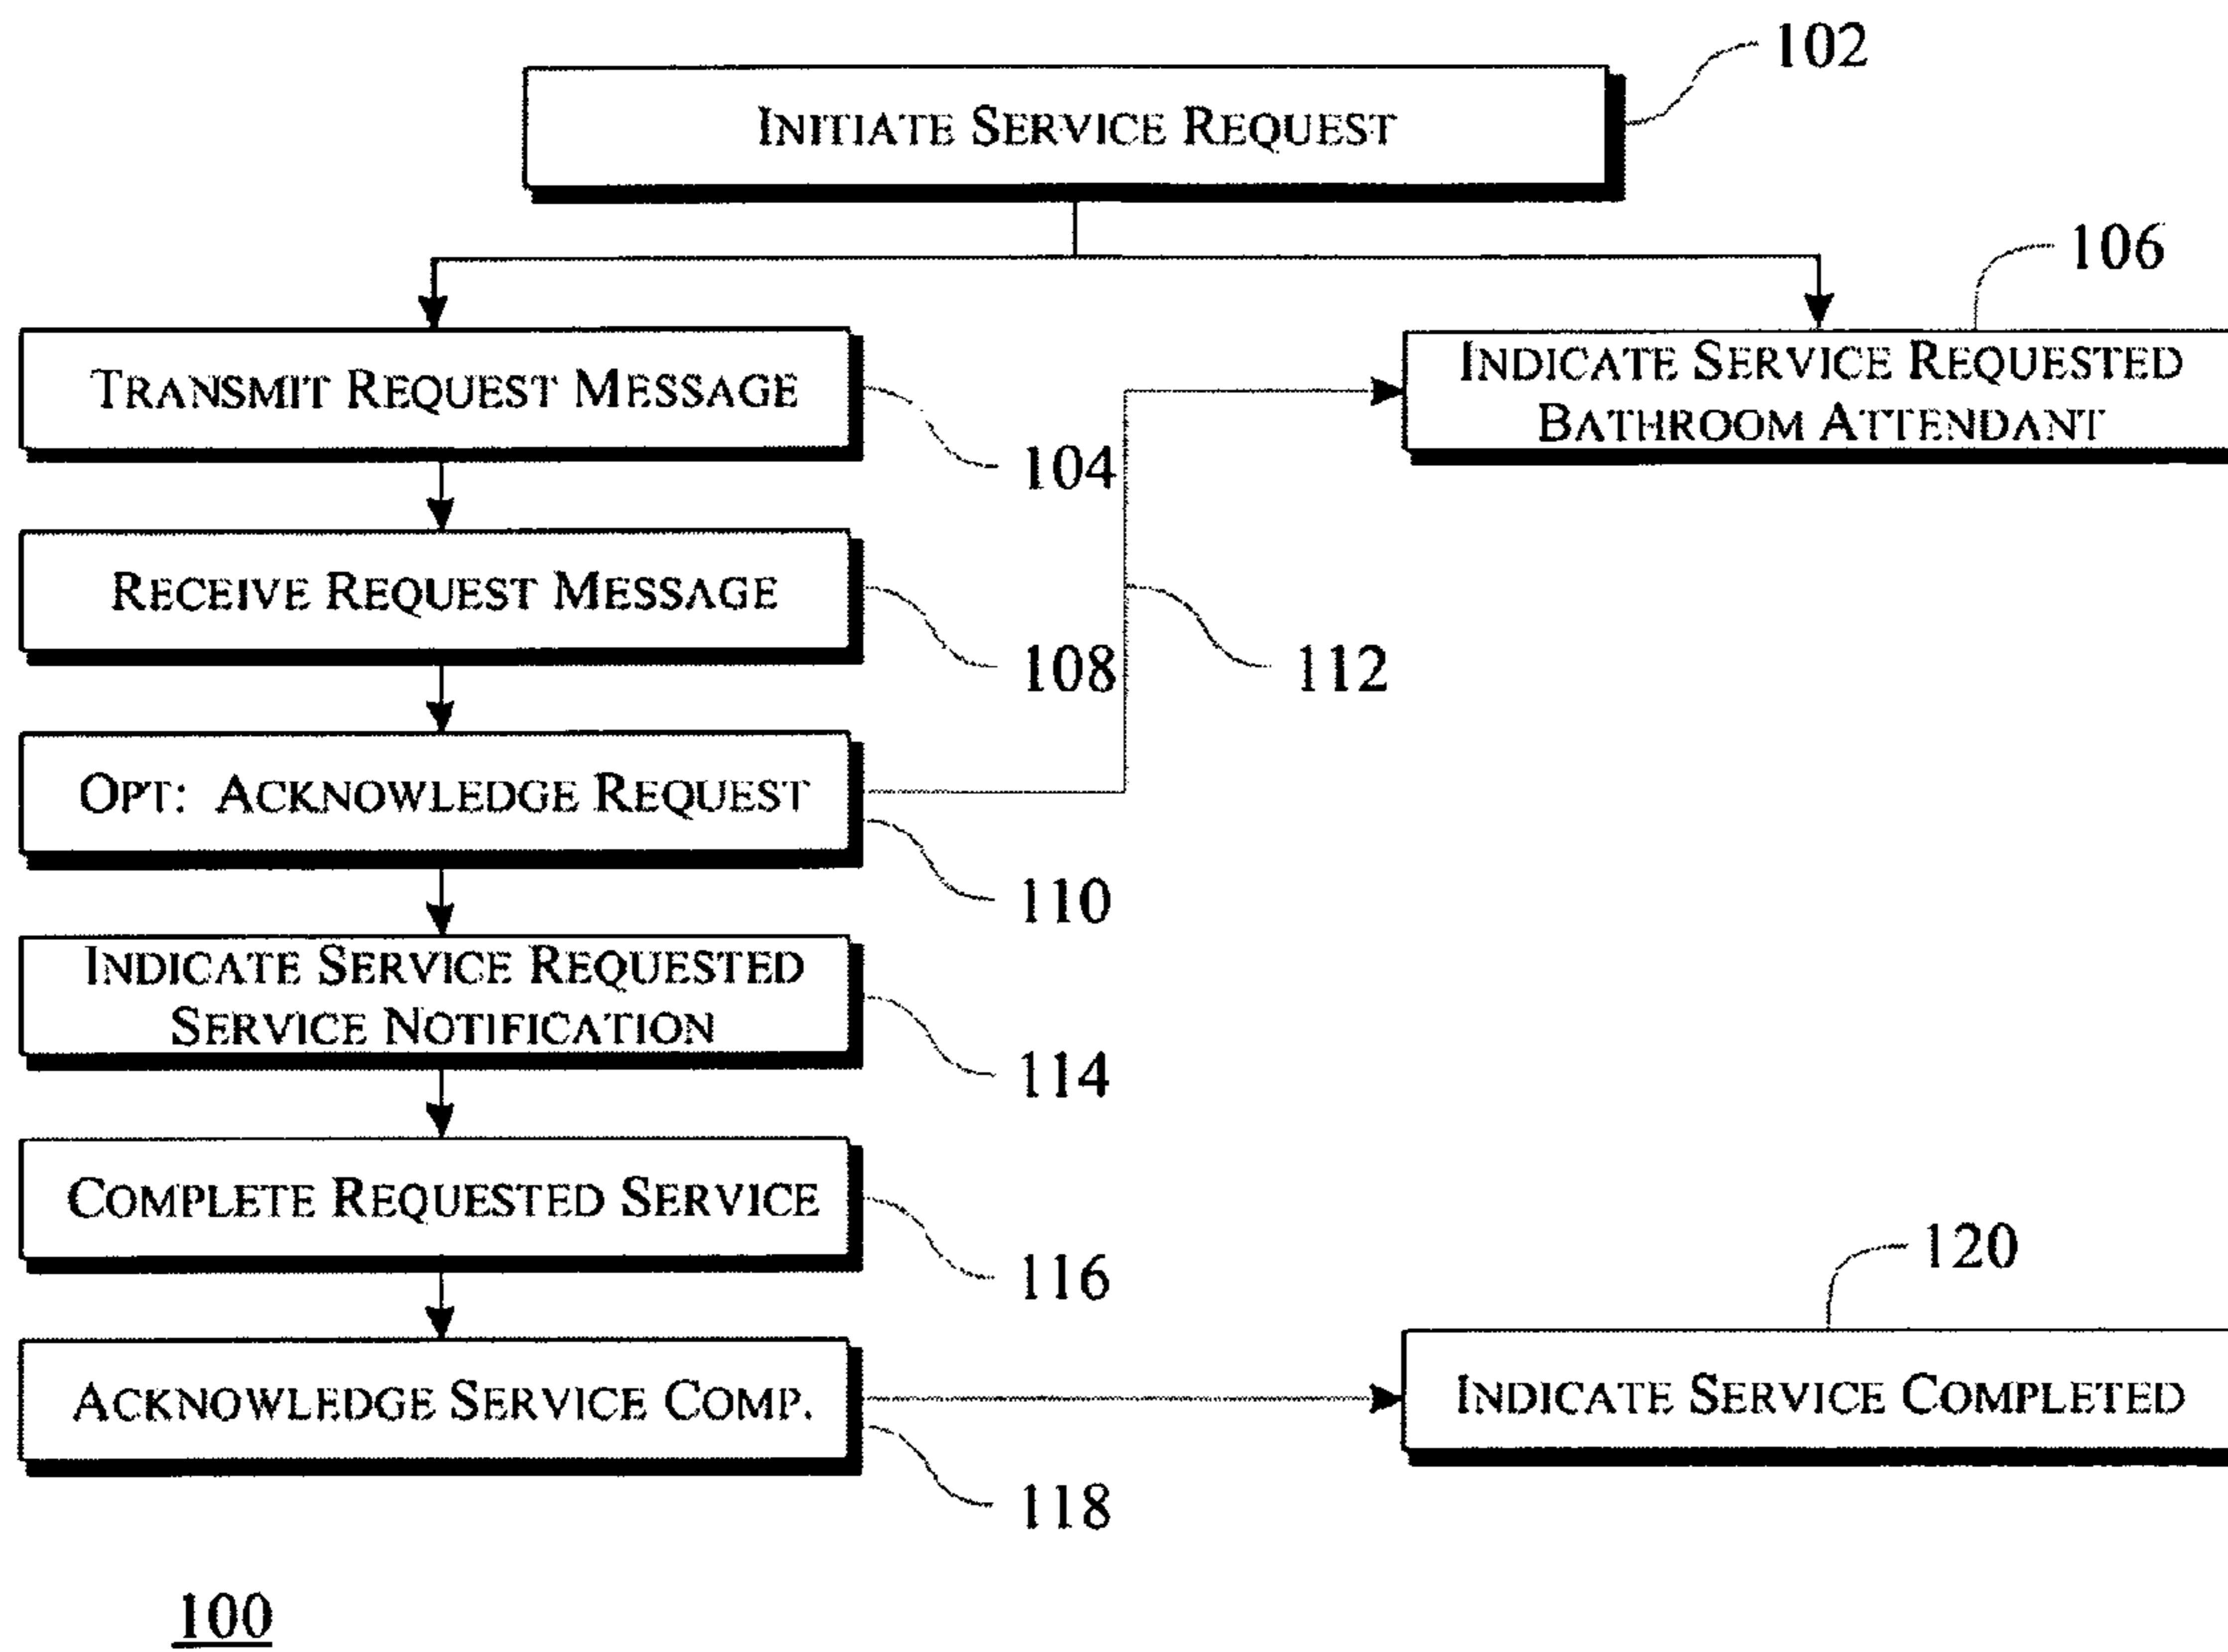 102
INITIATE SERVICE REQUEST
106
TRANSMIT REQUEST MESSAGE
INDICATE SERVICE REQUESTED
BATHROOM ATTENDANT
104
RECEIVE REQUEST MESSAGE
108
112
OPT: ACKNOWLEDGE REQUEST
110
INDICATE SERVICE REQUESTED
SERVICE NOTIFICATION
114
COMPLETE REQUESTED SERVICE
116
120
ACKNOWLEDGE SERVICE COMP.
INDICATE SERVICE COMPLETED
118
100